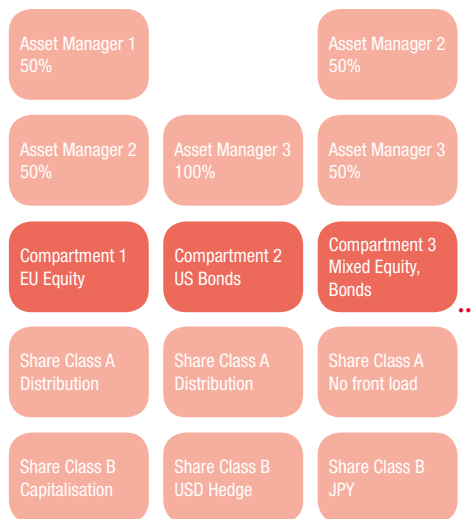 Asset Manager 1
50%
Asset Manager 2
50%
Asset Manager 2
50%
Asset Manager 3
100%
Asset Manager 3
50%
Compartment 1
EU Equity
Compartment 2
US Bonds
Compartment 3
Mixed Equity,
Bonds
Share Class A
Distribution
Share Class A
Distribution
Share Class A
No front load
Share Class B
Capitalisation
Share Class B
USD Hedge
Share Class B
JPY